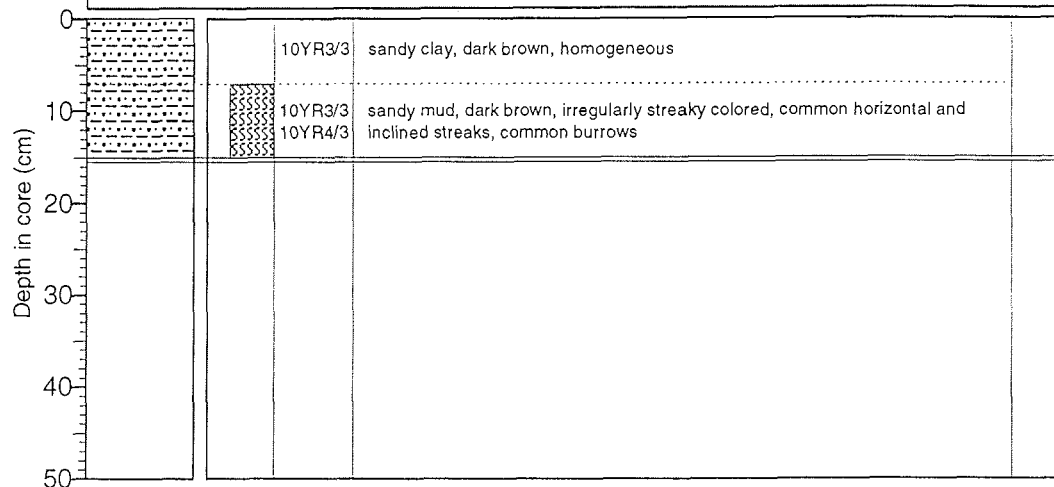 0
10YR3/3 sandy clay, dark brown, homogeneous
10
10YR3/3 sandy mud, dark brown, irregularly streaky colored, common horizontal and
10YR4/3 inclined streaks, common burrows
20
30
40
50
Depth in core (cm)